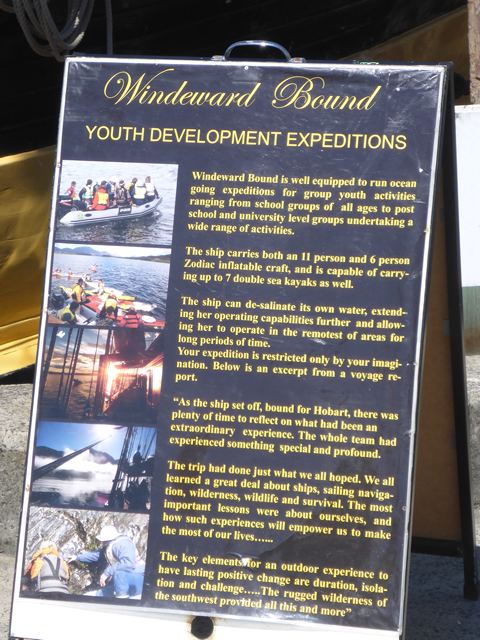 Windeward Bound
YOUTH DEVELOPMENT EXPEDITIONS
Windeward Bound is well equipped to run ocean
going expeditions for group youth activities
ranging from school groups of all ages to post
school and university level groups undertaking a
wide range of activities.
The ship carries both an 11 person and 6 person
Zodiac inflatable craft, and is capable of carry-
ing up to 7 double sea kayaks as well.
The ship can de-salinate its own water, extend-
ing her operating capabilities further and allow-
ing her to operate in the remotest of areas for
long periods of time.
Your expedition is restricted only by your imagi-
nation. Below is an excerpt from a voyage re-
port.
“As the ship set off, bound for Hobart, there was
plenty of time to reflect on what had been an
extraordinary experience. The whole team had
experienced something special and profound.
The trip had done just what we all hoped. We all
learned a great deal about ships, sailing naviga-
tion, wilderness, wildlife and survival. The most
important lessons were about ourselves, and
how such experiences will empower us to make
the most of our lives…...
The key elements for an outdoor experience to
have lasting positive change are duration, isola-
tion and challenge…..The rugged wilderness of
the southwest provided all this and more”